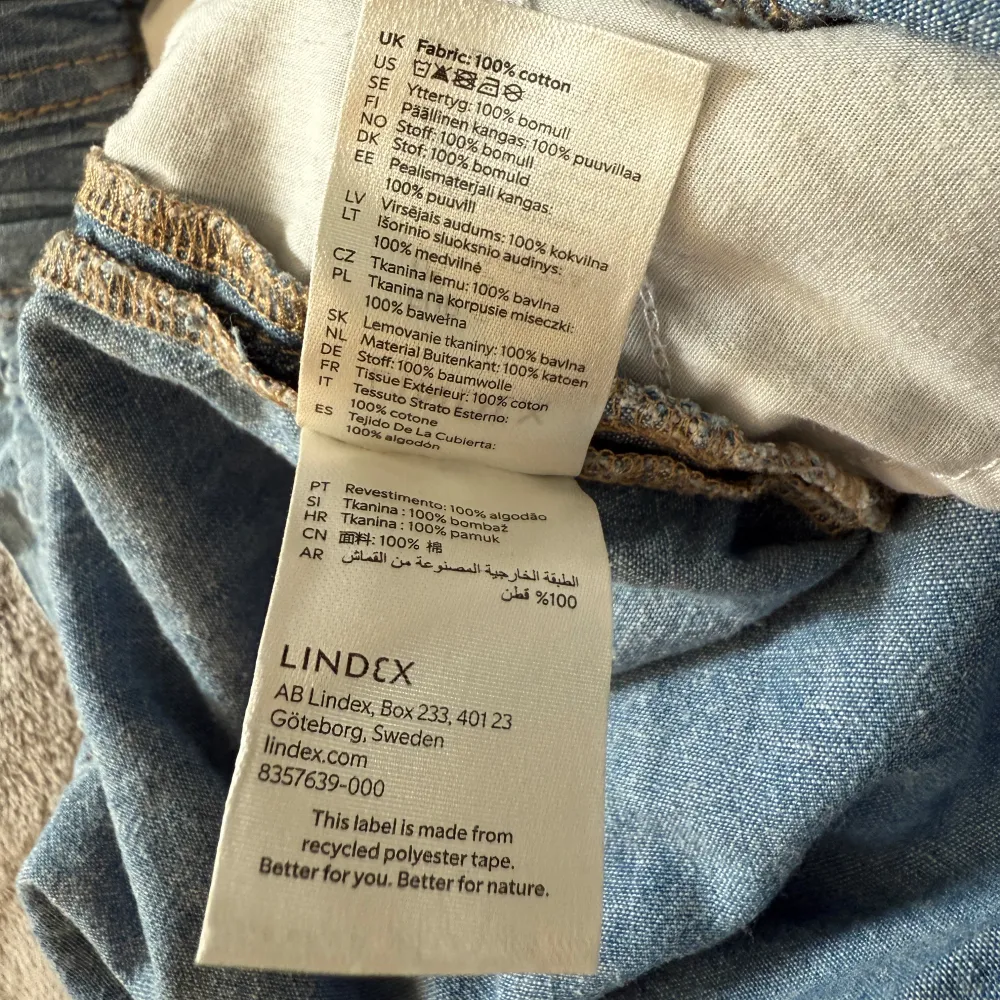 UK Fabric: 100% cotton
US
SE Yttertyg: 100% bomull
FI Päällinen kangas: 100% puuvillaa
NO Stoff: 100% bomull
DK Stof: 100% bomuld
EE Pealismaterjali kangas:
100% puuvill
LV Virsējais audums: 100% kokvilna
LT Išorinio sluoksnio audinys:
100% medvilnė
CZ Tkanina lemu: 100% bavlna
PL Tkanina na korpusie miseczki:
100% bawełna
SK Lemovanie tkaniny: 100% bavlna
NL Material Buitenkant: 100% katoen
DE Stoff: 100% baumwolle
FR Tissue Extérieur: 100% coton
IT Tessuto Strato Esterno:
100% cotone
ES Tejido De La Cubierta:
100% algodón
PT Revestimento: 100% algodão
SI Tkanina : 100% bombaž
HR Tkanina : 100% pamuk
CN 面料: 100% 棉
AR الطبقة الخارجية المصنوعة من القماش
100% قطن
LINDEX
AB Lindex, Box 233, 401 23
Göteborg, Sweden
lindex.com
8357639-000
This label is made from
recycled polyester tape.
Better for you. Better for nature.